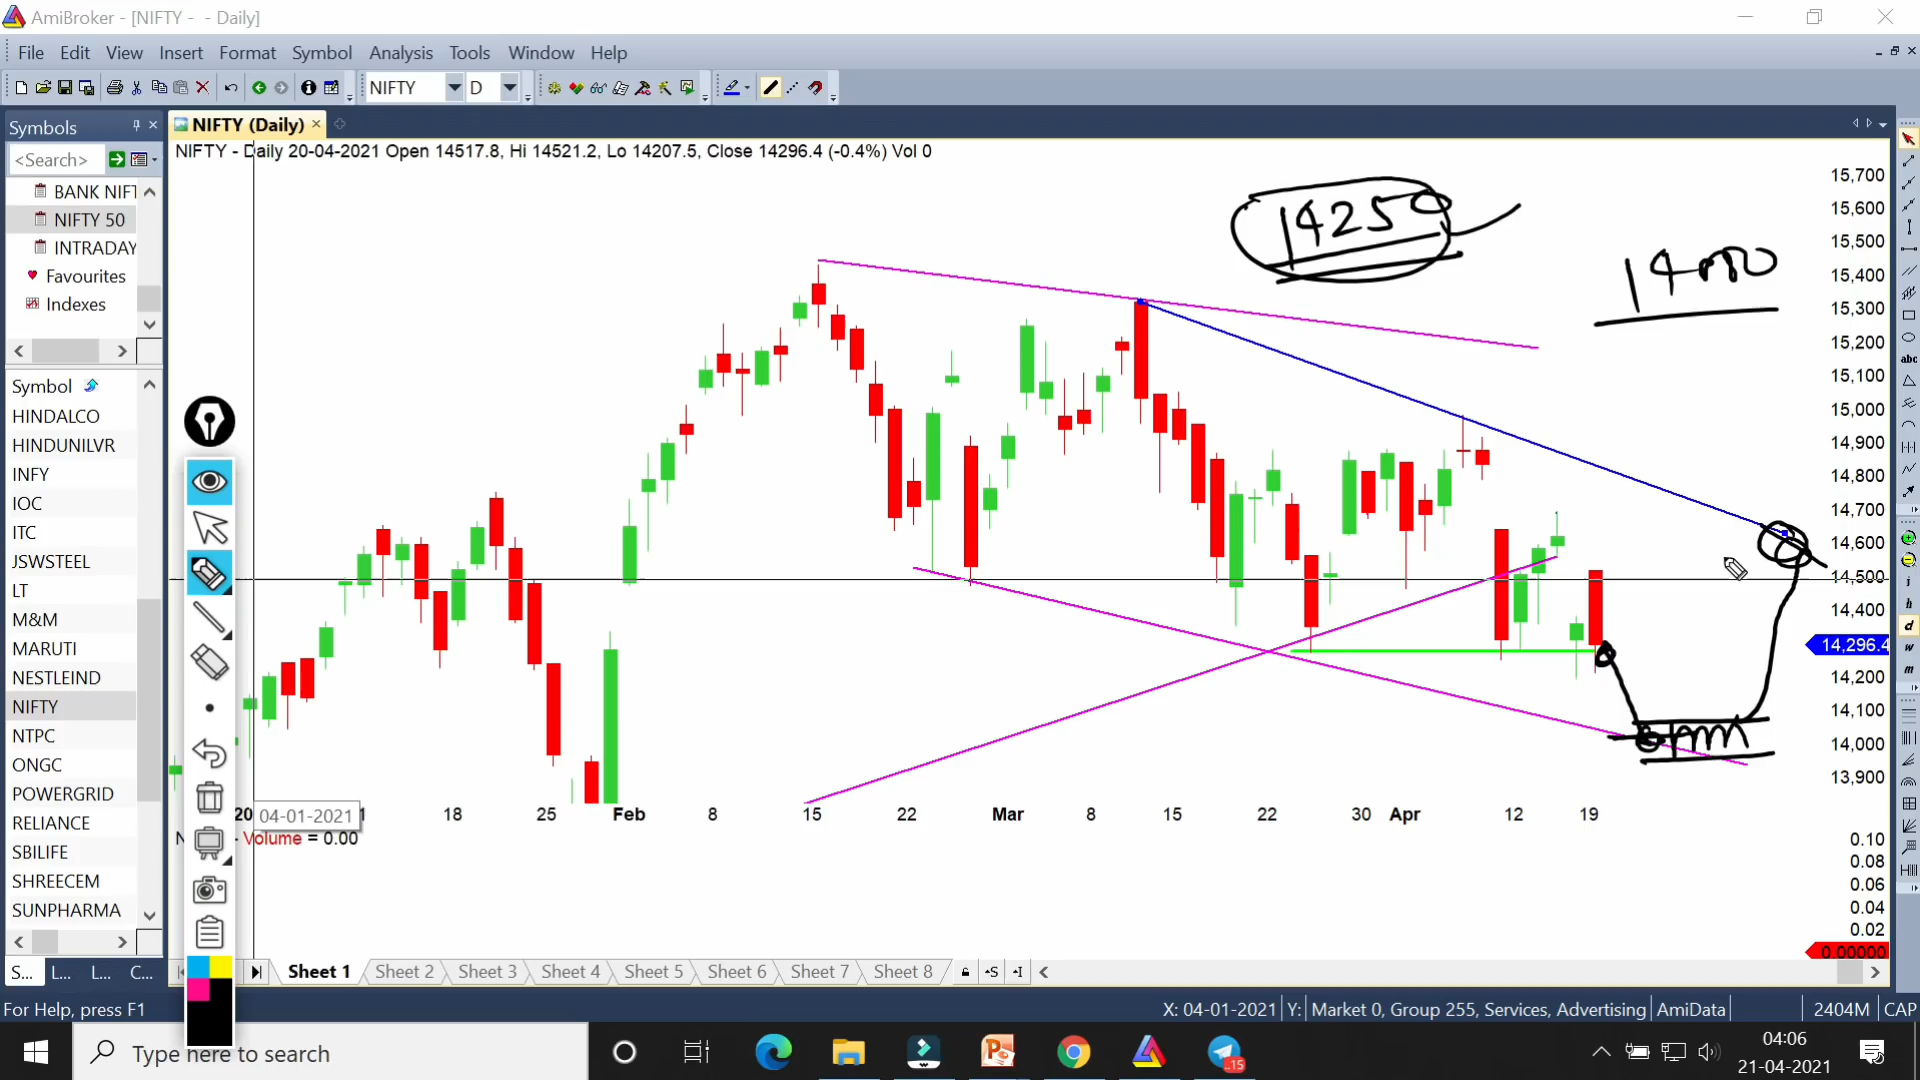 AmiBroker - [NIFTY - - Daily]
File Edit View Insert Format Symbol Analysis Tools Window Help
NIFTY D
Symbols
NIFTY (Daily)
<Search>
NIFTY - Daily 20-04-2021 Open 14517.8, Hi 14521.2, Lo 14207.5, Close 14296.4 (-0.4%) Vol 0
BANK NIFT
NIFTY 50
INTRADAY
Favourites
Indexes
14250
14000
Symbol
HINDALCO
HINDUNILVR
INFY
IOC
ITC
JSWSTEEL
LT
M&M
MARUTI
NESTLEIND
NIFTY
NTPC
ONGC
POWERGRID
RELIANCE
SBILIFE
SHREECEM
SUNPHARMA
15,700
15,600
15,500
15,400
15,300
15,200
15,100
15,000
14,900
14,800
14,700
14,600
14,500
14,400
14,296.4
14,200
14,100
14,000
13,900
20 04-01-2021 1 18 25 Feb 8 15 22 Mar 8 15 22 30 Apr 12 19
Volume = 0.00
0.10
0.08
0.06
0.04
0.02
0.00000
abc
i
h
d
w
m
S... L... L... C...
Sheet 1 Sheet 2 Sheet 3 Sheet 4 Sheet 5 Sheet 6 Sheet 7 Sheet 8
For Help, press F1
X: 04-01-2021 Y: Market 0, Group 255, Services, Advertising AmiData 2404M CAP
Type here to search
..15
04:06
21-04-2021